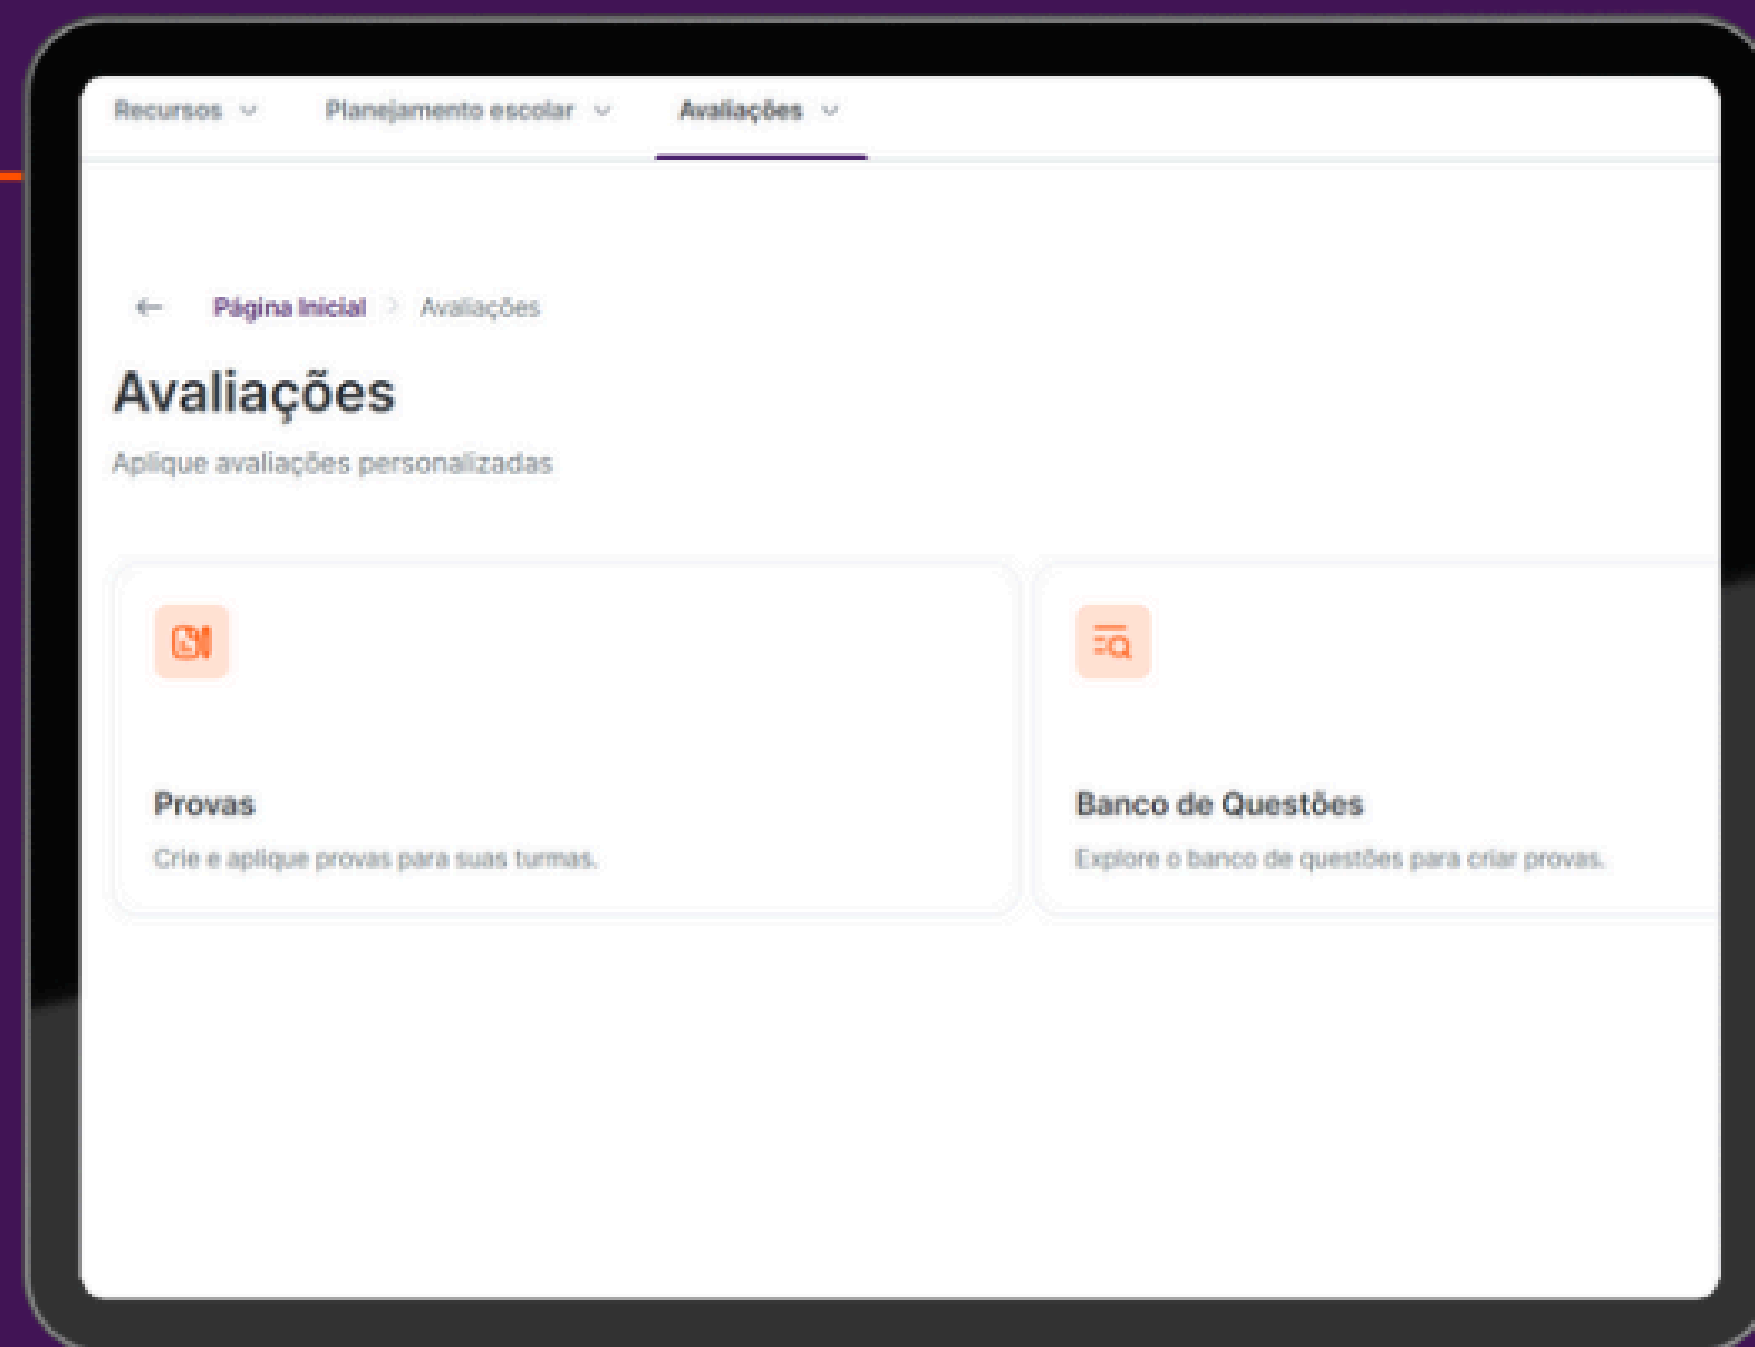 Recursos Planejamento escolar Avaliações
Página Inicial Avaliações
Avaliações
Aplique avaliações personalizadas
Provas
Crie e aplique provas para suas turmas.
Banco de Questões
Explore o banco de questões para criar provas.